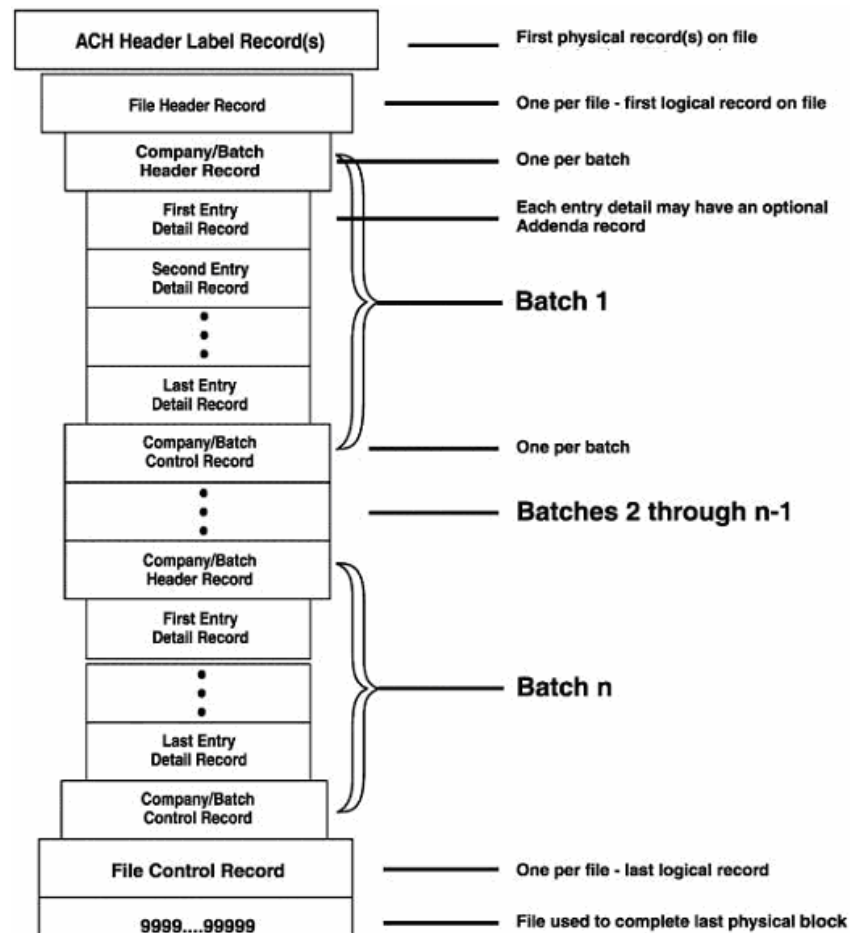 ACH Header Label Record(s)
First physical record(s) on file
File Header Record
One per file - first logical record on file
Company/Batch
Header Record
One per batch
First Entry
Detail Record
Each entry detail may have an optional
Addenda record
Second Entry
Detail Record
Batch 1
Last Entry
Detail Record
Company/Batch
Control Record
One per batch
Batches 2 through n-1
Company/Batch
Header Record
First Entry
Detail Record
Batch n
Last Entry
Detail Record
Company/Batch
Control Record
File Control Record
One per file - last logical record
9999....99999
File used to complete last physical block